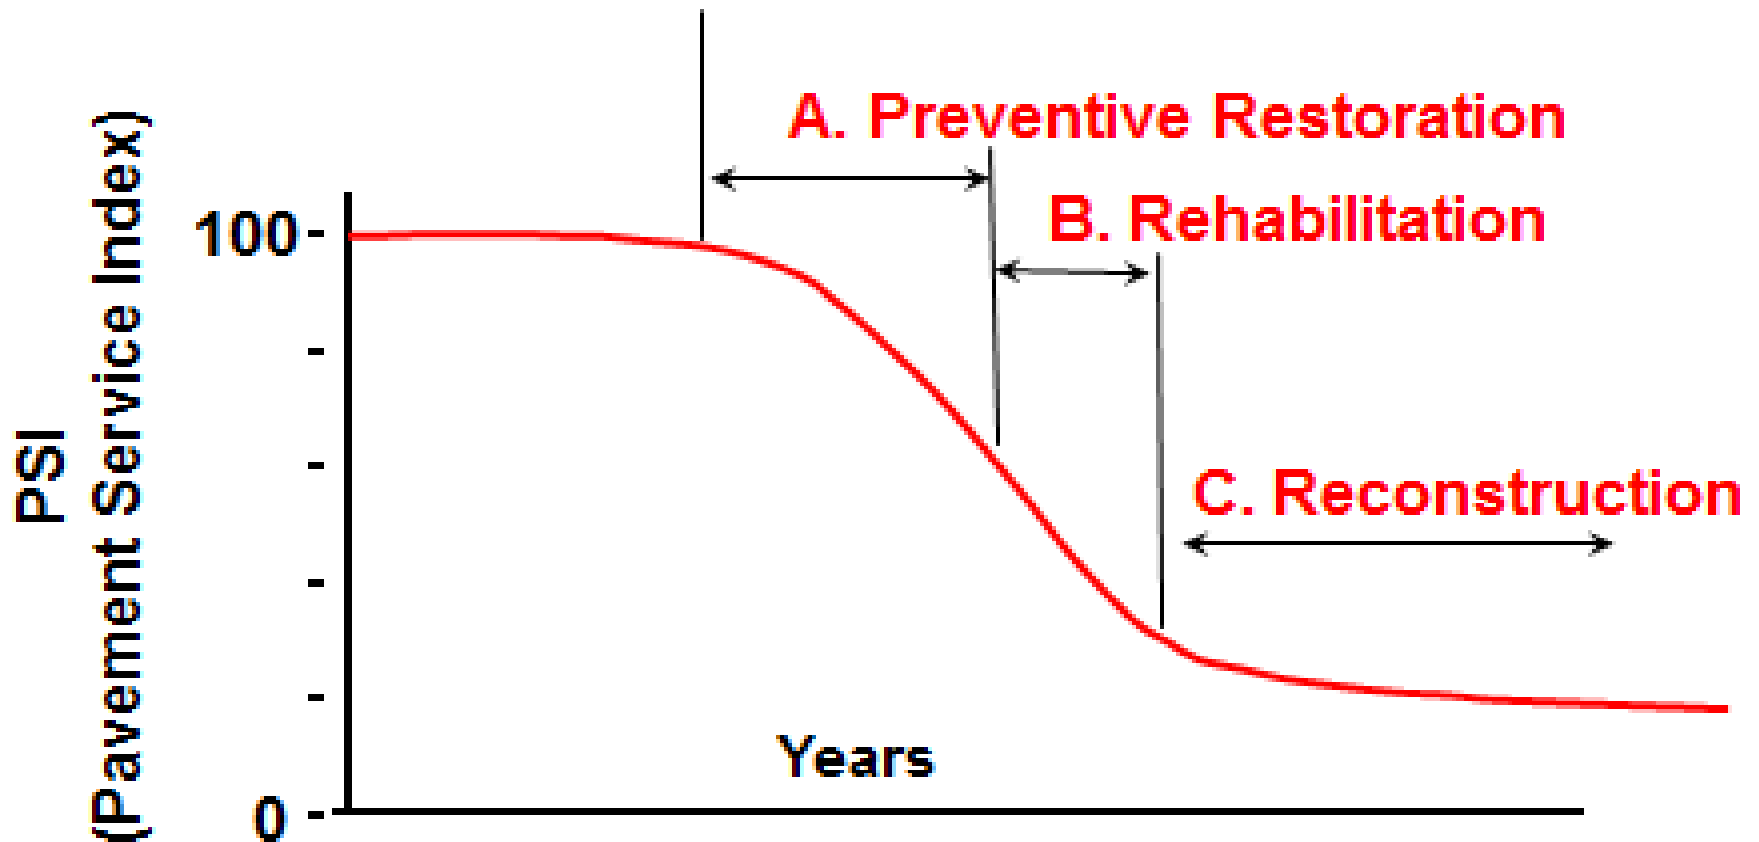 A. Preventive Restoration
B. Rehabilitation
100
PSI
(Pavement Service Index)
C. Reconstruction
Years
0